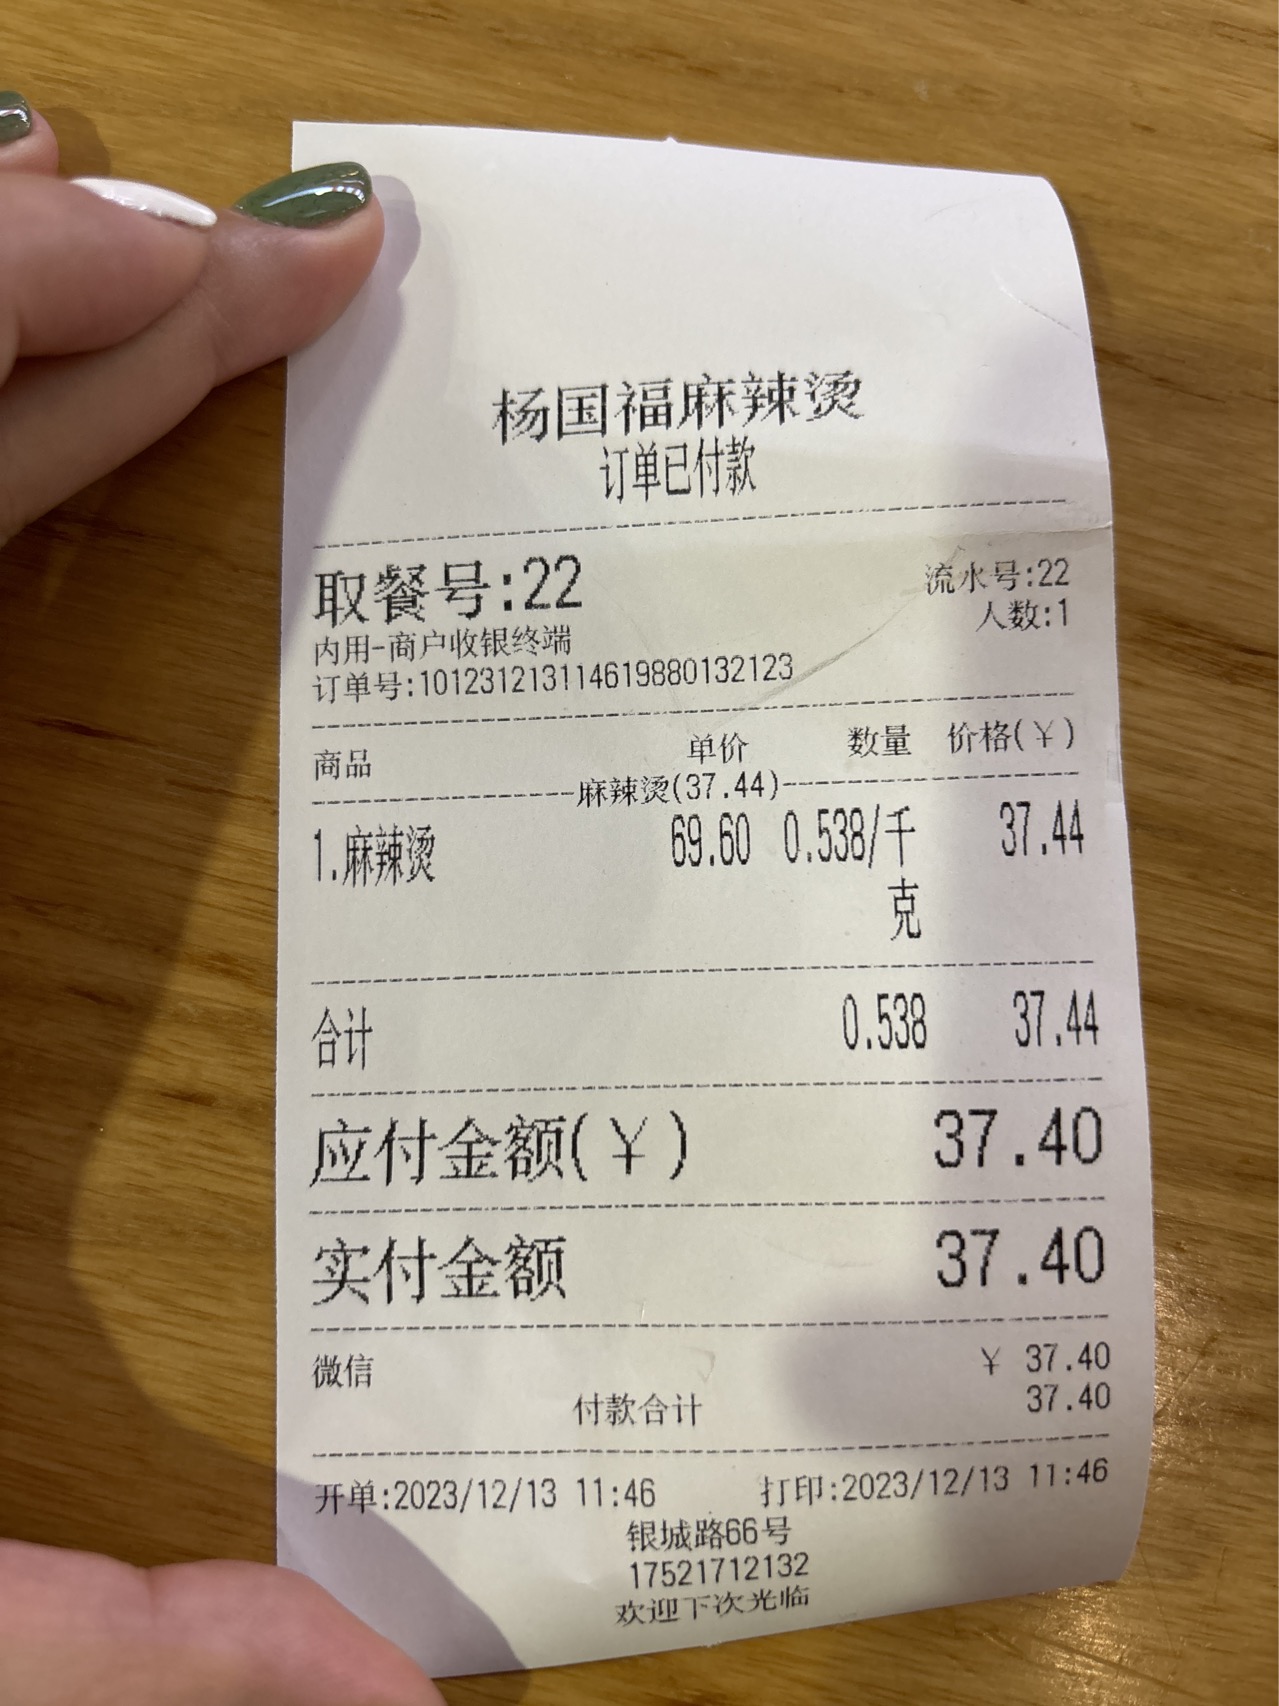 杨国福麻辣烫
订单已付款
取餐号:22 流水号:22
人数:1
内用-商户收银终端
订单号:101231213114619880132123
商品 单价 数量 价格(￥)
麻辣烫(37.44)
1.麻辣烫 69.60 0.538/千 37.44
克
合计 0.538 37.44
应付金额(￥) 37.40
实付金额 37.40
微信 ￥ 37.40
付款合计 37.40
开单:2023/12/13 11:46 打印:2023/12/13 11:46
银城路66号
17521712132
欢迎下次光临